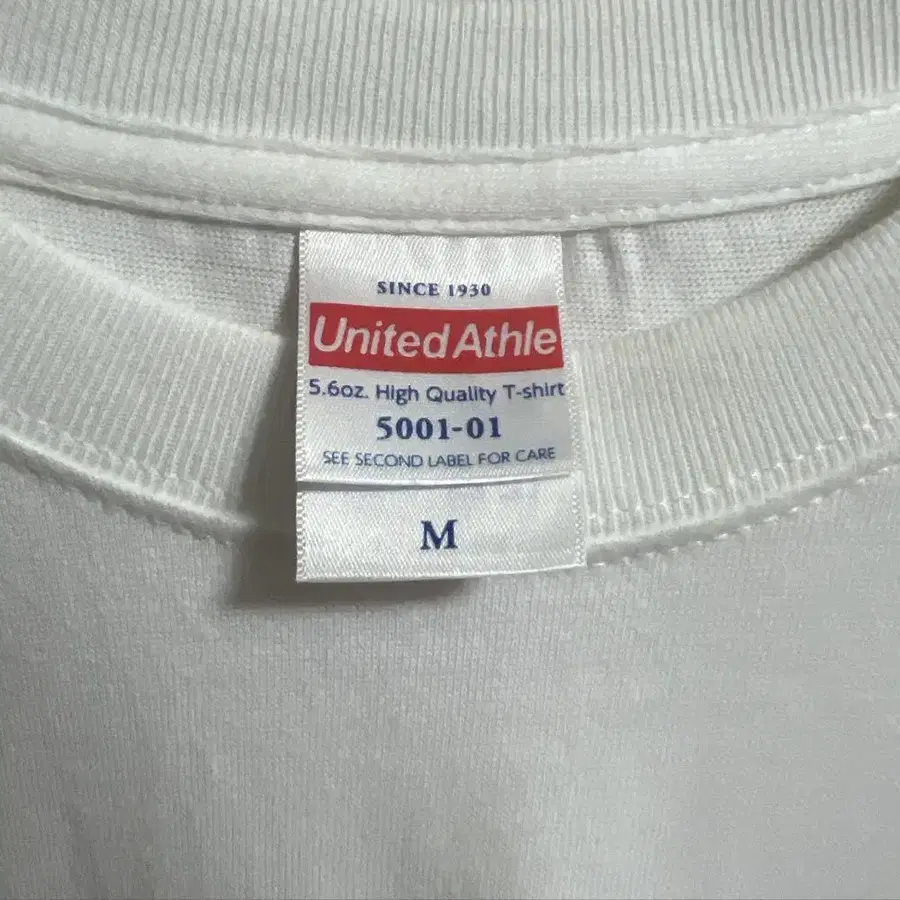 SINCE 1930
United Athle
5.6oz. High Quality T-shirt
5001-01
SEE SECOND LABEL FOR CARE
M